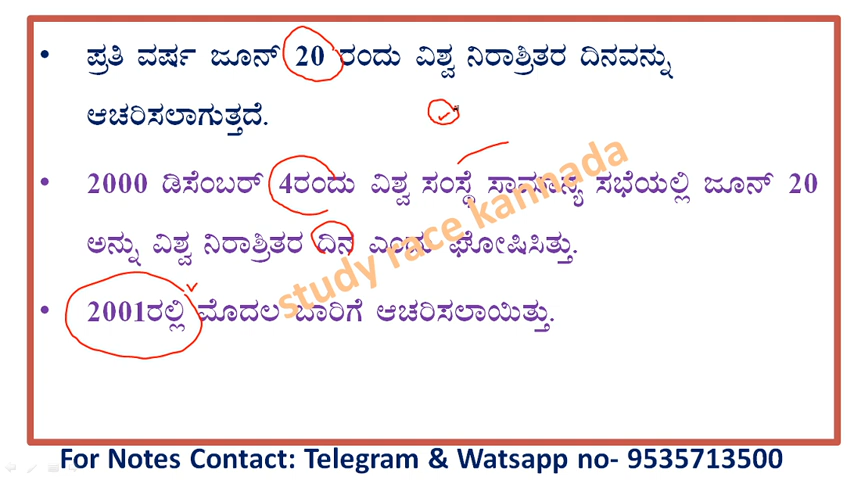 • ಪ್ರತಿ ವರ್ಷ ಜೂನ್ 20 ರಂದು ವಿಶ್ವ ನಿರಾಶ್ರಿತರ ದಿನವನ್ನು
ಆಚರಿಸಲಾಗುತ್ತದೆ.
• 2000 ಡಿಸೆಂಬರ್ 4ರಂದು ವಿಶ್ವ ಸಂಸ್ಥೆ ಸಾಮಾನ್ಯ ಸಭೆಯಲ್ಲಿ ಜೂನ್ 20
ಅನ್ನು ವಿಶ್ವ ನಿರಾಶ್ರಿತರ ದಿನ ಎಂದು ಘೋಷಿಸಿತ್ತು.
• 2001ರಲ್ಲಿ ಮೊದಲ ಬಾರಿಗೆ ಆಚರಿಸಲಾಯಿತ್ತು.
study race kannada
For Notes Contact: Telegram & Watsapp no- 9535713500